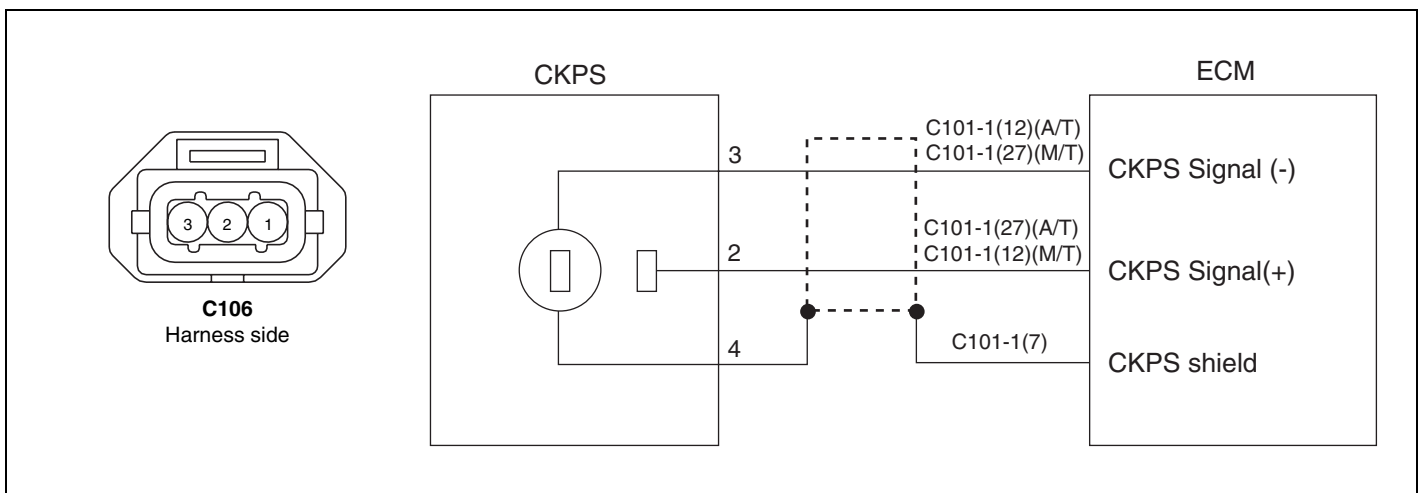 CKPS
ECM
C101-1(12)(A/T)
3
C101-1(27)(M/T)
CKPS Signal (-)
3 2 1
C101-1(27)(A/T)
2
C101-1(12)(M/T)
CKPS Signal(+)
C106
Harness side
4
C101-1(7)
CKPS shield